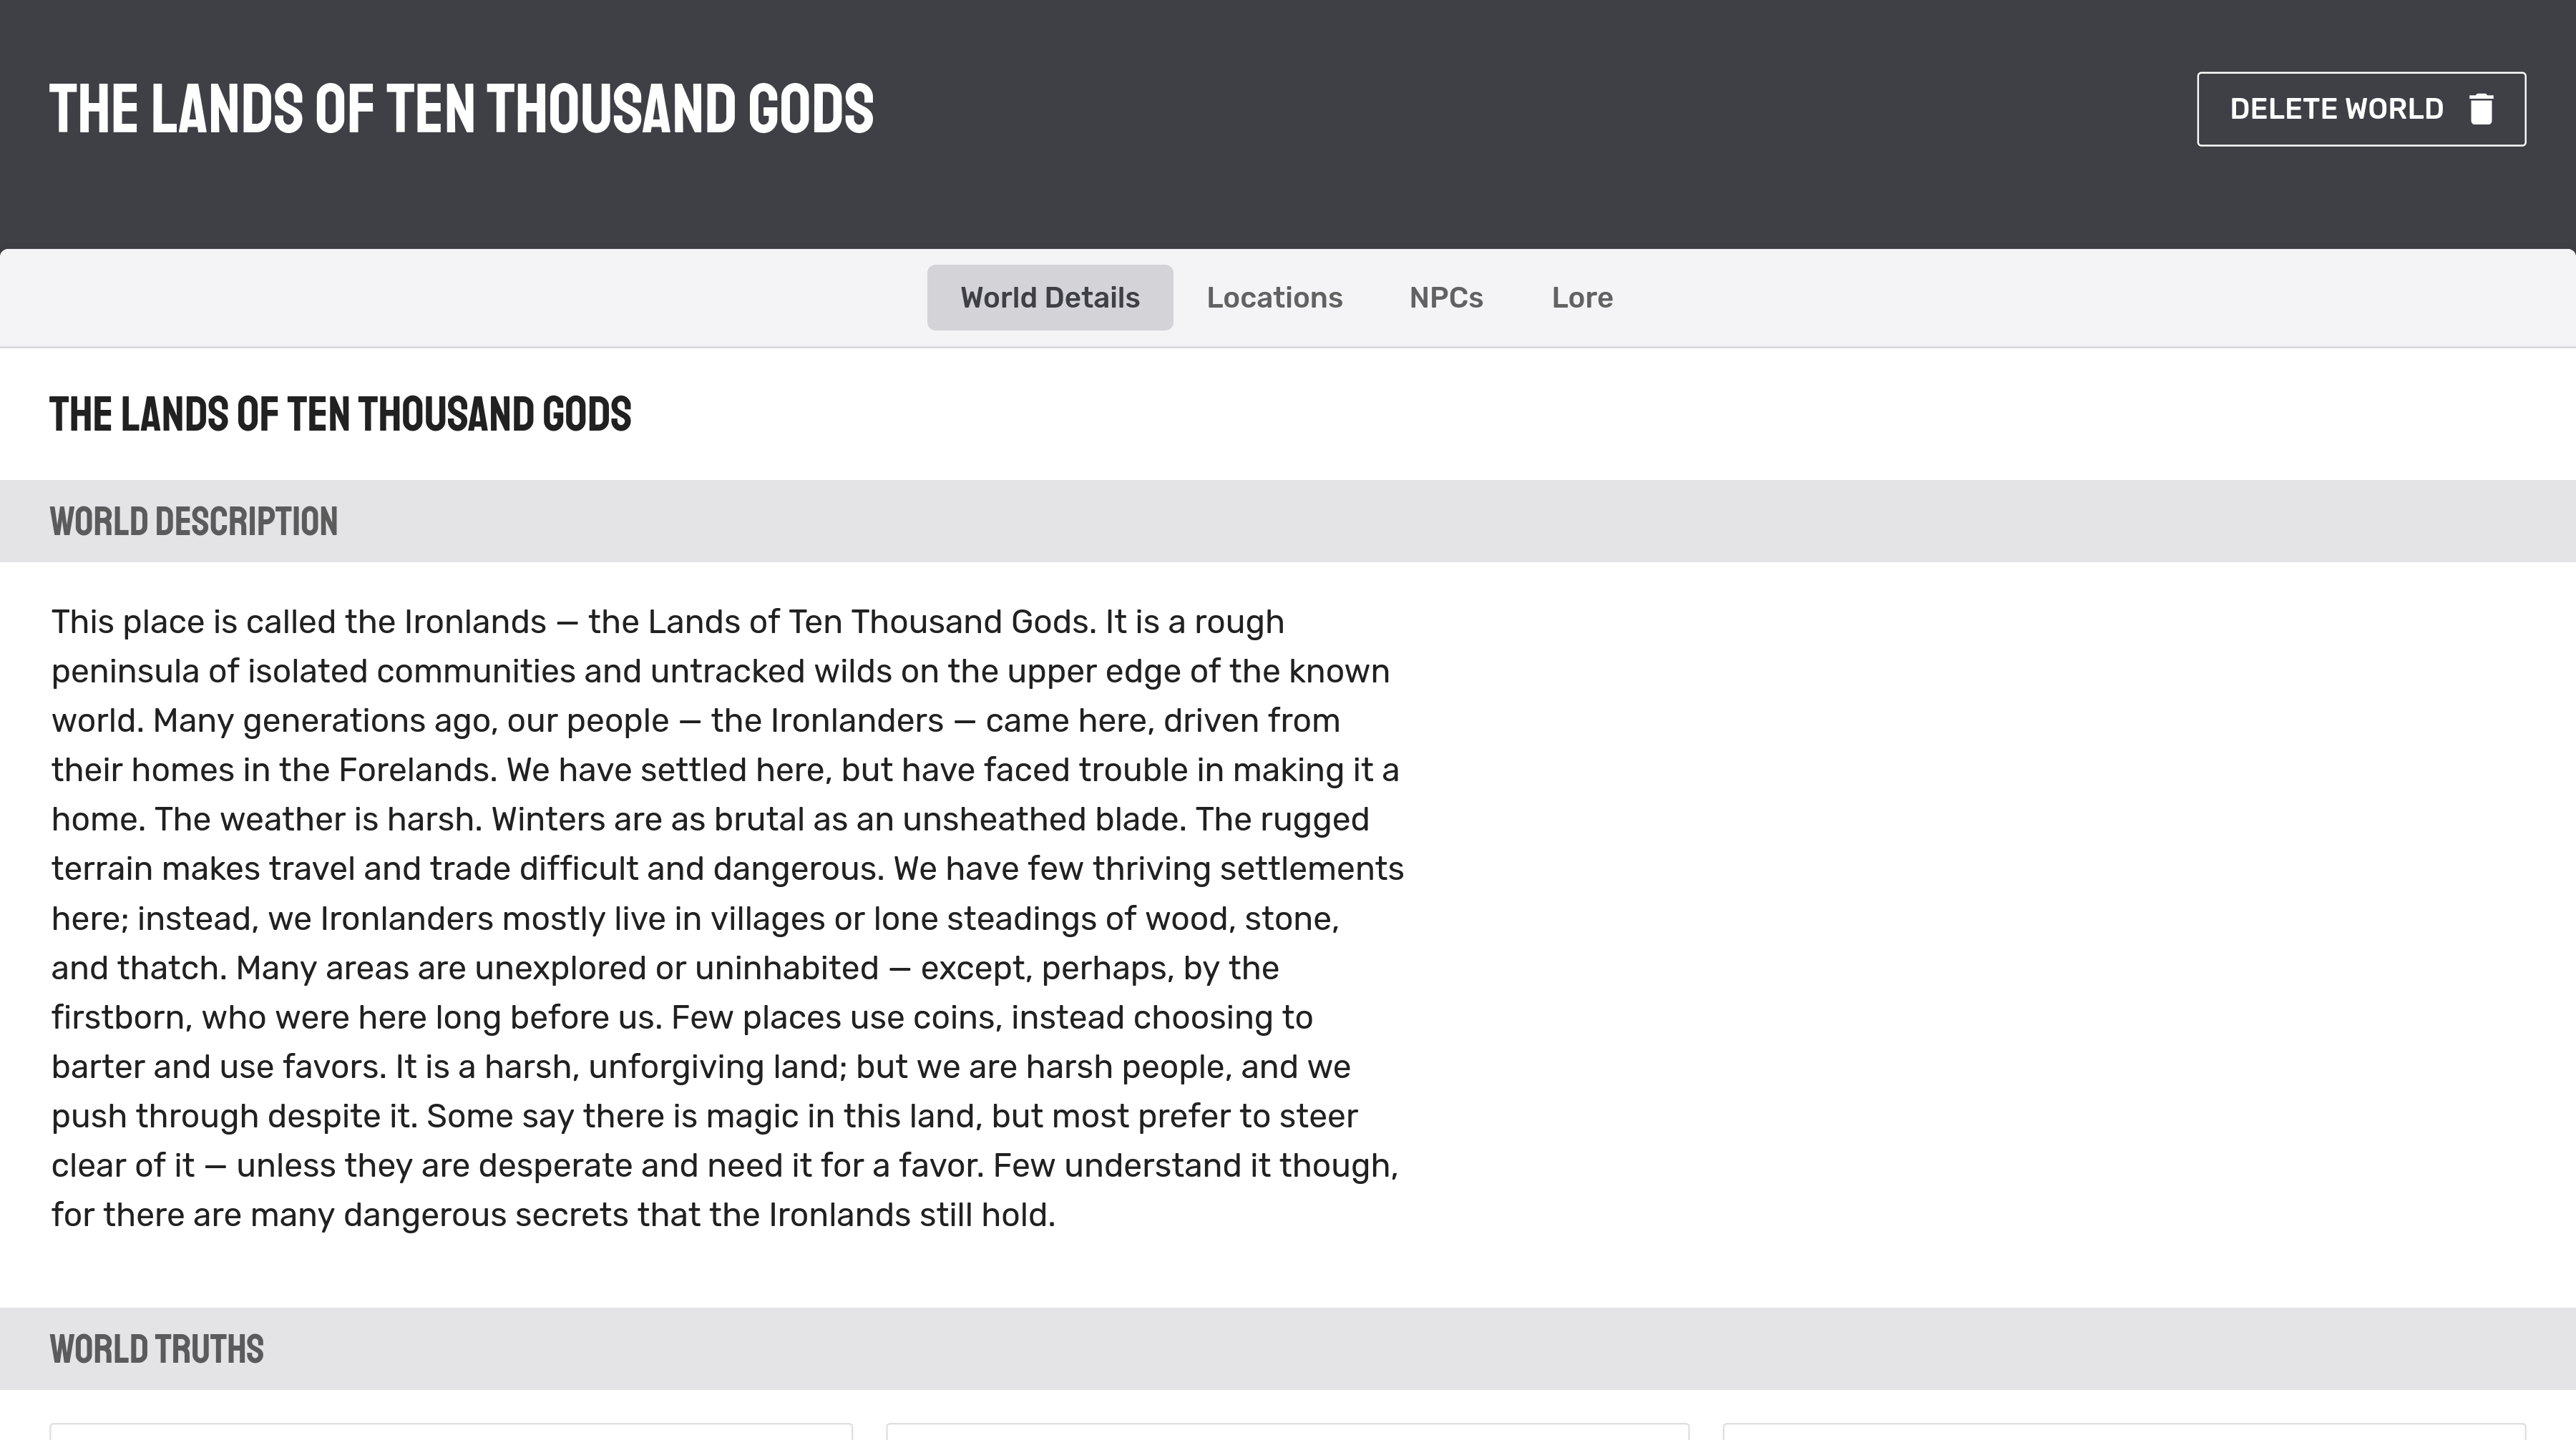 THE LANDS OF TEN THOUSAND GODS
DELETE WORLD
World Details
Locations
NPCs
Lore
THE LANDS OF TEN THOUSAND GODS
WORLD DESCRIPTION
This place is called the Ironlands — the Lands of Ten Thousand Gods. It is a rough
peninsula of isolated communities and untracked wilds on the upper edge of the known
world. Many generations ago, our people — the Ironlanders — came here, driven from
their homes in the Forelands. We have settled here, but have faced trouble in making it a
home. The weather is harsh. Winters are as brutal as an unsheathed blade. The rugged
terrain makes travel and trade difficult and dangerous. We have few thriving settlements
here; instead, we Ironlanders mostly live in villages or lone steadings of wood, stone,
and thatch. Many areas are unexplored or uninhabited — except, perhaps, by the
firstborn, who were here long before us. Few places use coins, instead choosing to
barter and use favors. It is a harsh, unforgiving land; but we are harsh people, and we
push through despite it. Some say there is magic in this land, but most prefer to steer
clear of it — unless they are desperate and need it for a favor. Few understand it though,
for there are many dangerous secrets that the Ironlands still hold.
WORLD TRUTHS